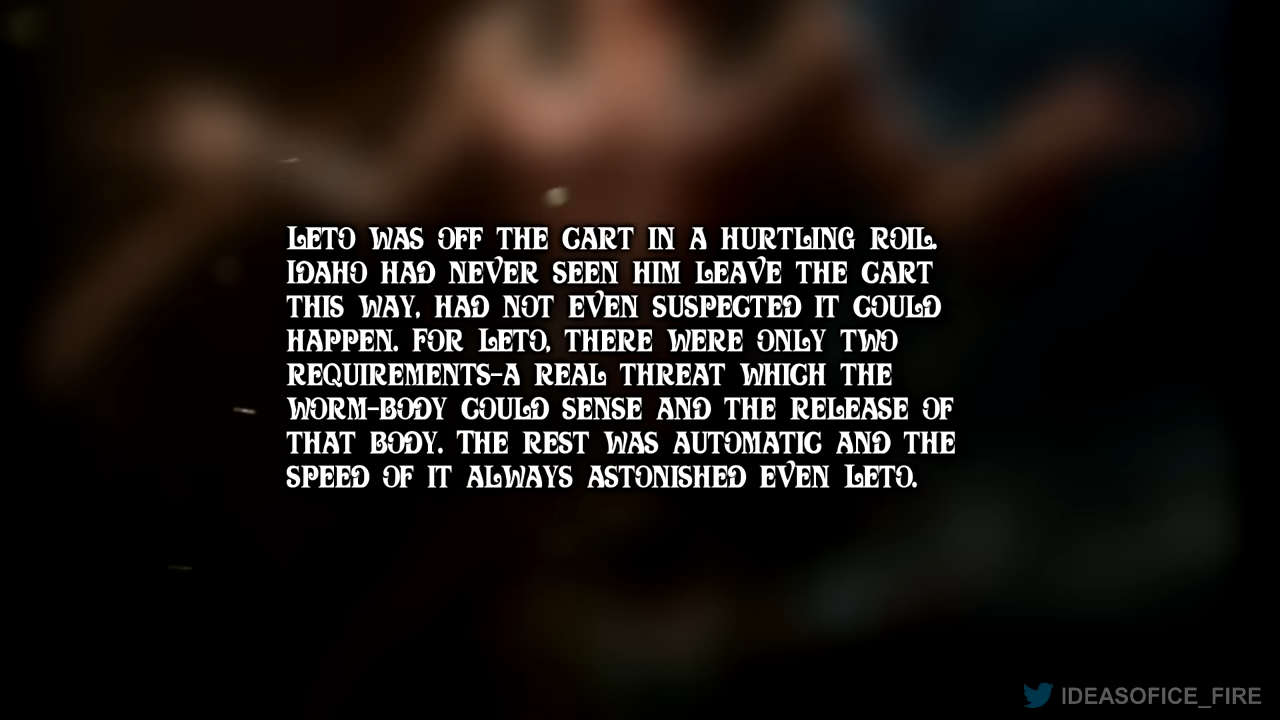 Leto was off the cart in a hurtling roil.
Idaho had never seen him leave the cart
this way, had not even suspected it could
happen. For Leto, there were only two
requirements-a real threat which the
worm-body could sense and the release of
that body. The rest was automatic and the
speed of it always astonished even Leto.
IDEASOFICE_FIRE